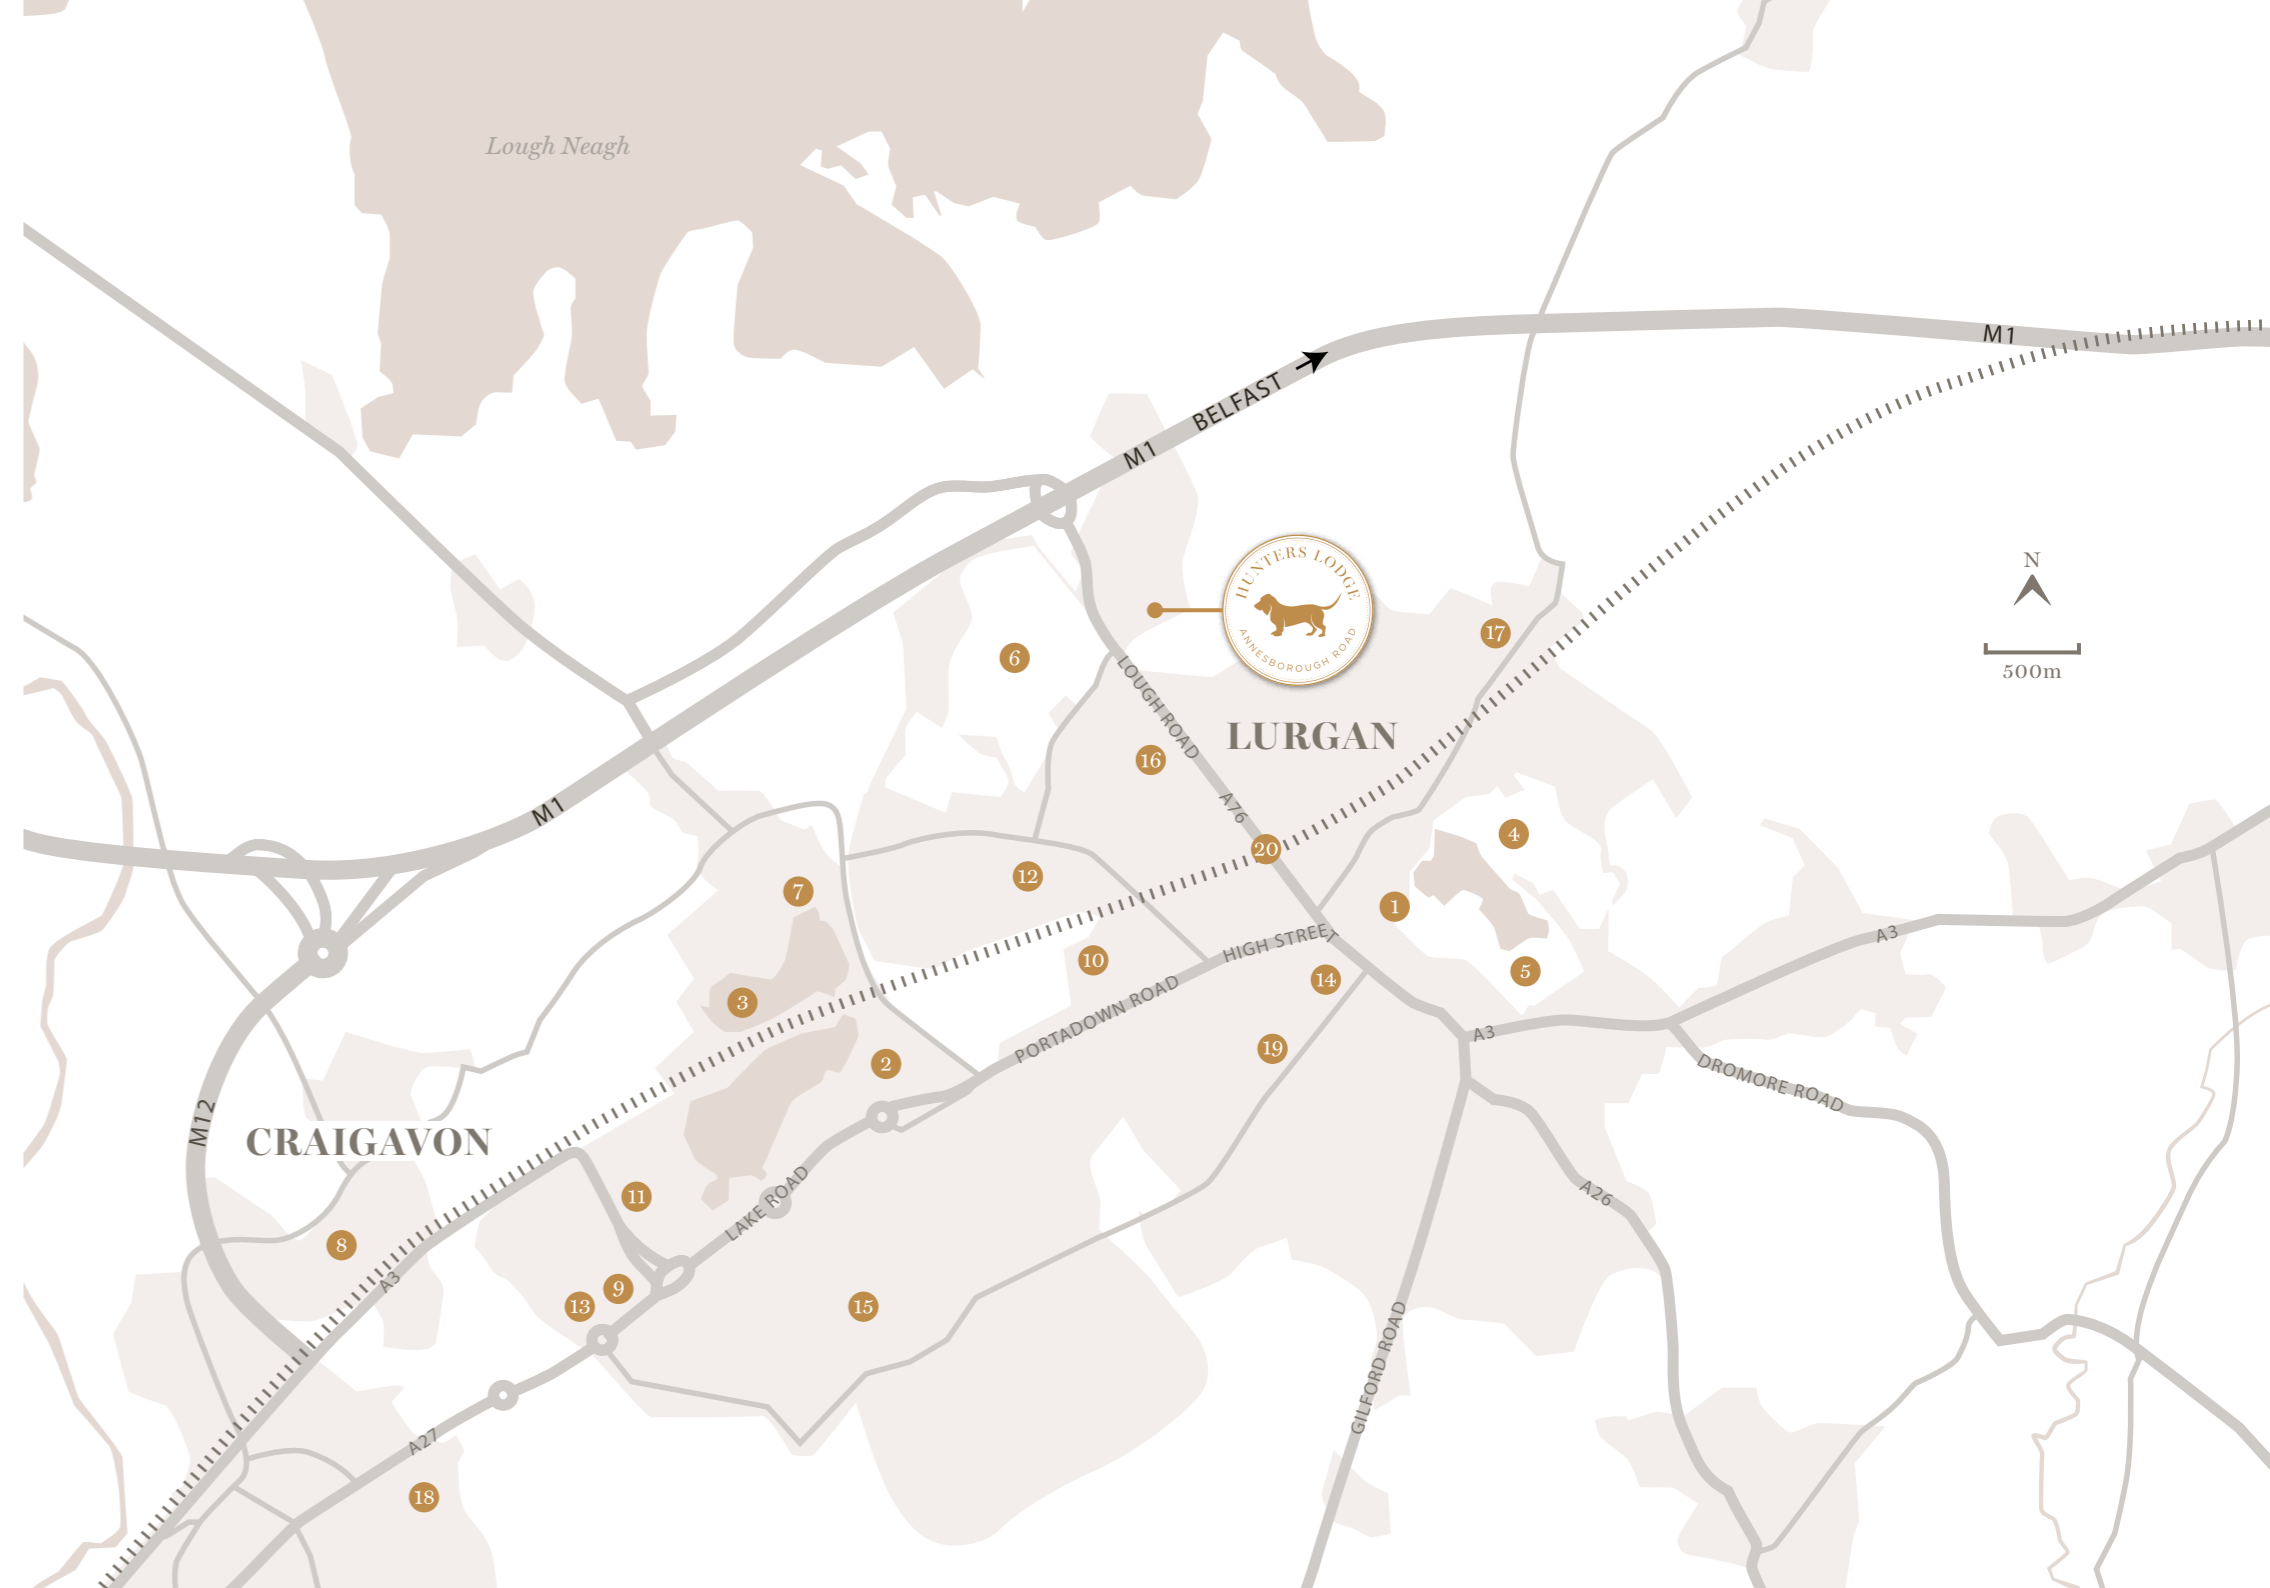 Lough Neagh
M1
BELFAST
M1
HUNTERS LODGE
ANNESBOROUGH ROAD
N
500m
17
6
LOUGH ROAD
LURGAN
16
A76
M1
4
20
12
7
1
HIGH STREET
A3
10
5
14
PORTADOWN ROAD
3
A3
19
2
DROMORE ROAD
M12
CRAIGAVON
11
LAKE ROAD
A26
8
A3
9
13
15
GILFORD ROAD
A27
18